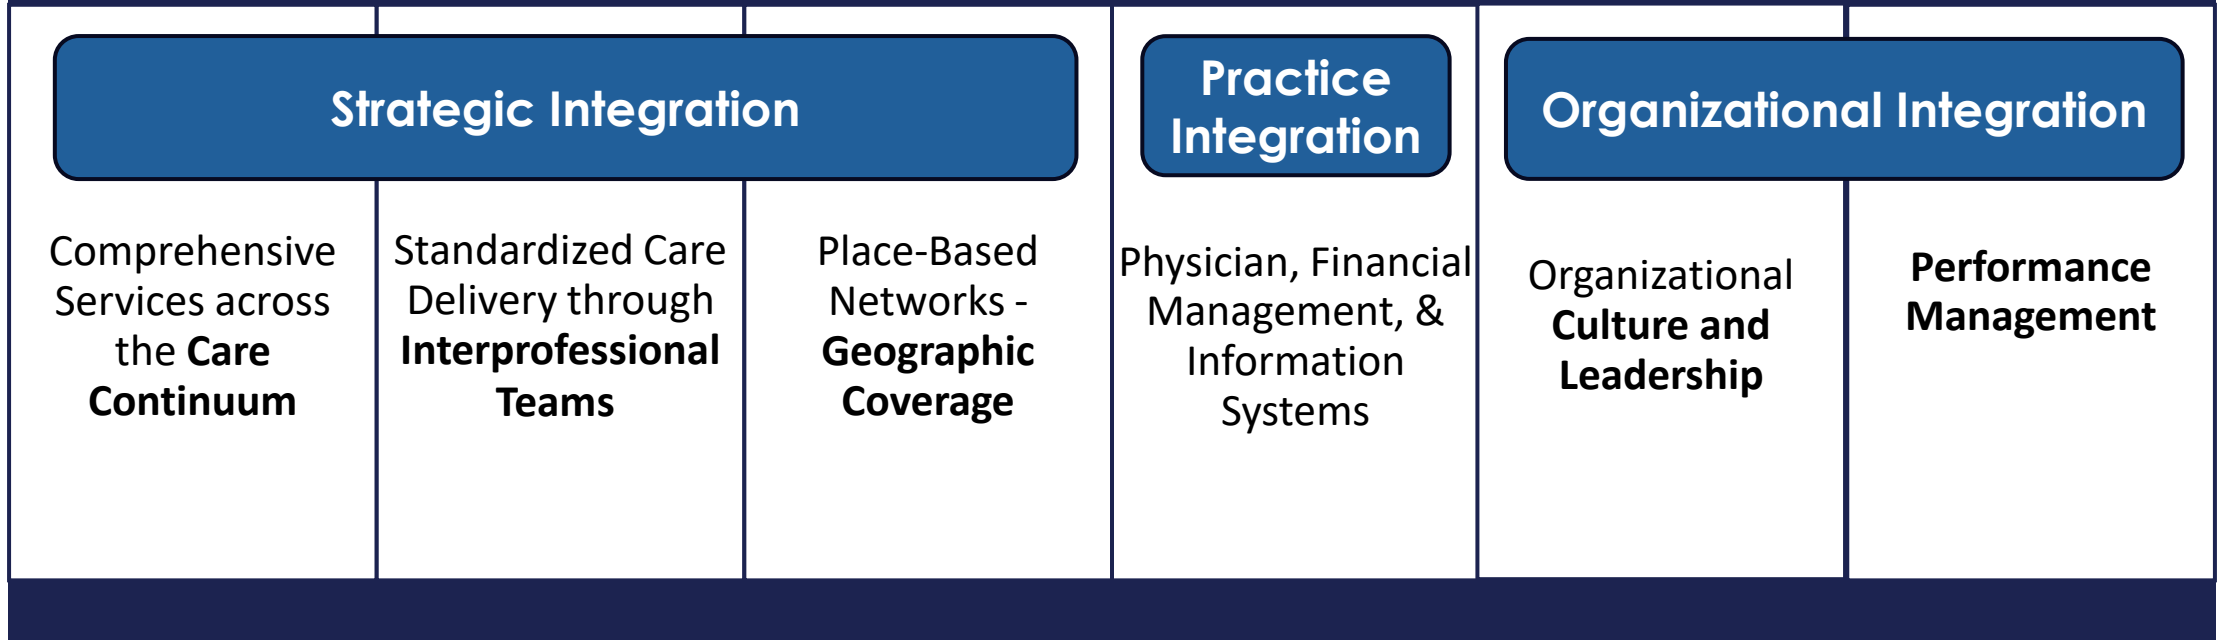 Strategic Integration
Practice
Integration
Organizational Integration
Comprehensive
Services across
the Care
Continuum
Standardized Care
Delivery through
Interprofessional
Teams
Place-Based
Networks -
Geographic
Coverage
Physician, Financial
Management, &
Information
Systems
Organizational
Culture and
Leadership
Performance
Management